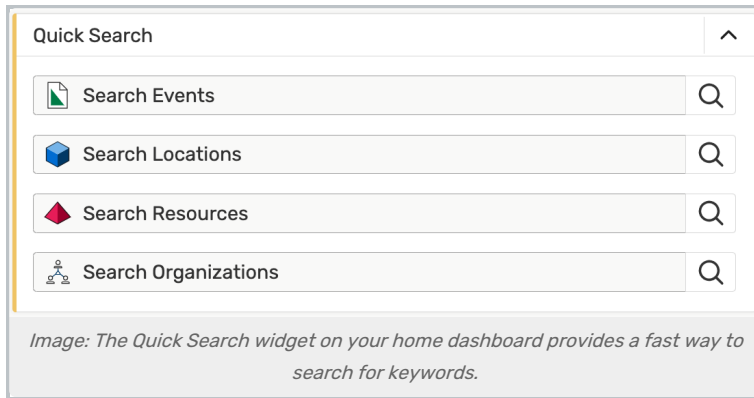 Quick Search
Search Events
Search Locations
Search Resources
Search Organizations
Image: The Quick Search widget on your home dashboard provides a fast way to
search for keywords.